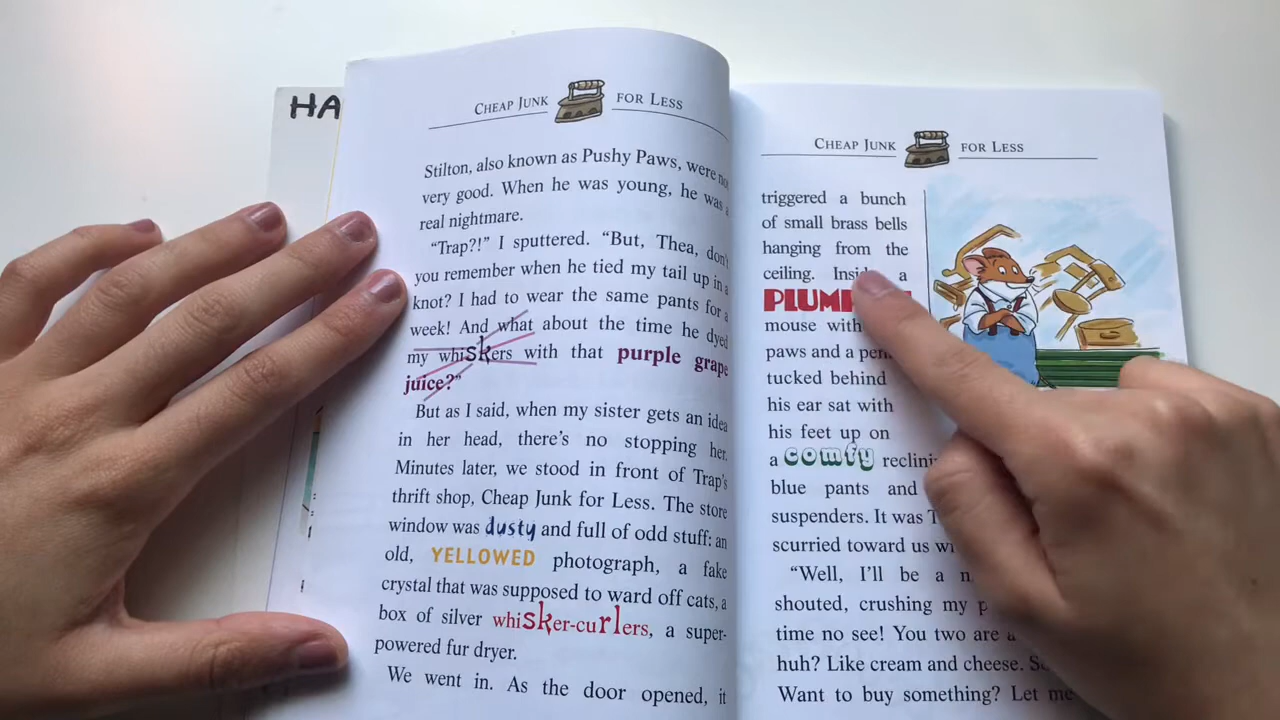 HA
CHEAP JUNK FOR LESS
Stilton, also known as Pushy Paws, were
very good. When he was young, he was a
real nightmare.
“Trap?!” I sputtered. “But, Thea, don’t
you remember when he tied my tail up in a
knot? I had to wear the same pants for a
week! And what about the time he dyed
my whiskers with that purple grape
juice?”
But as I said, when my sister gets an idea
in her head, there’s no stopping her.
Minutes later, we stood in front of Trap’s
thrift shop, Cheap Junk for Less. The store
window was dusty and full of odd stuff: an
old, YELLOWED photograph, a fake
crystal that was supposed to ward off cats, a
box of silver whisker-curlers, a super-
powered fur dryer.
We went in. As the door opened, it
CHEAP JUNK FOR LESS
triggered a bunch
of small brass bells
hanging from the
ceiling. Inside a
mouse with
paws and a
tucked behind
his ear sat with
his feet up on
a comfy
blue pants and
suspenders. It was
scurried toward us
“Well, I’ll be a
shouted, crushing my
time no see! You two are a
huh? Like cream and cheese.
Want to buy something? Let me